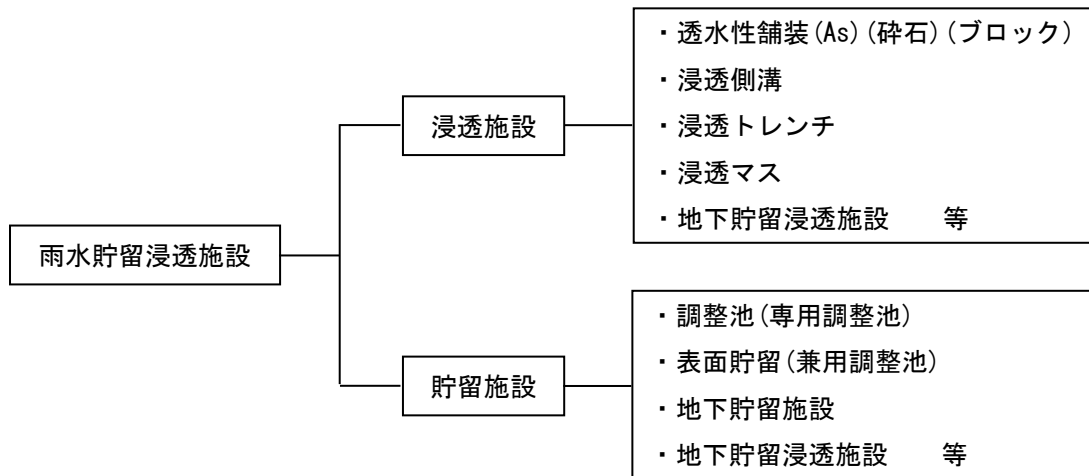 ・透水性舗装(As)(砕石)(ブロック)
・浸透側溝
浸透施設
・浸透トレンチ
・浸透マス
・地下貯留浸透施設　　等
雨水貯留浸透施設
・調整池(専用調整池)
・表面貯留(兼用調整池)
貯留施設
・地下貯留施設
・地下貯留浸透施設　　等